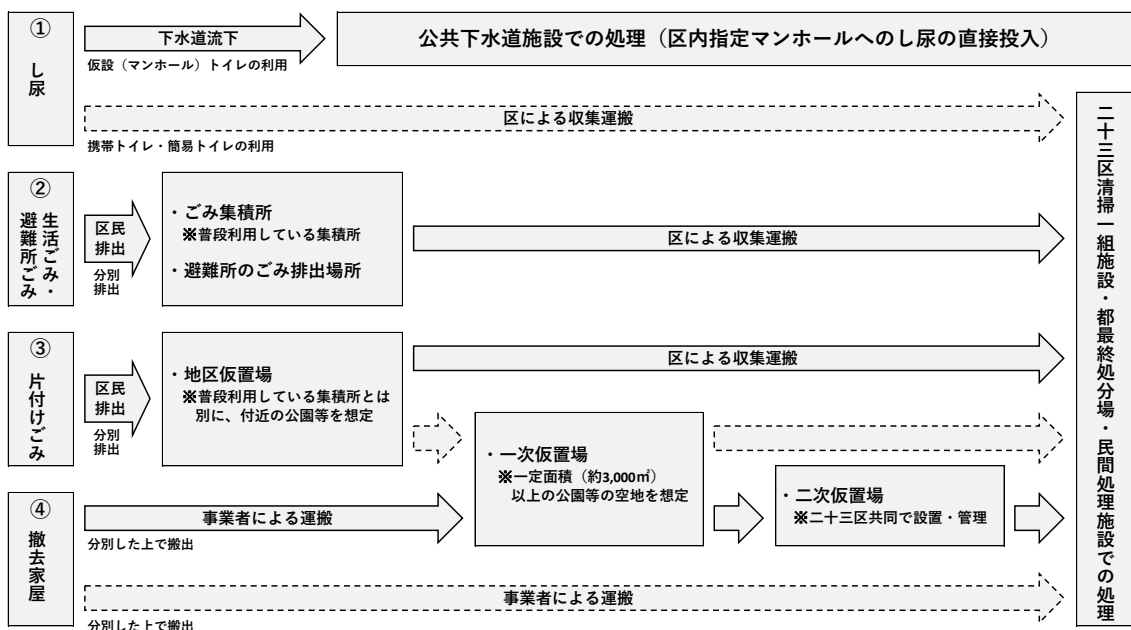 ①
し尿
下水道流下
仮設（マンホール）トイレの利用
公共下水道施設での処理（区内指定マンホールへのし尿の直接投入）
区による収集運搬
携帯トイレ・簡易トイレの利用
②
生活ごみ・
避難所ごみ
区民
排出
分別
排出
・ごみ集積所
※普段利用している集積所
・避難所のごみ排出場所
区による収集運搬
③
片付けごみ
区民
排出
分別
排出
・地区仮置場
※普段利用している集積所とは
別に、付近の公園等を想定
区による収集運搬
・一次仮置場
※一定面積（約3,000㎡）
以上の公園等の空地を想定
・二次仮置場
※二十三区共同で設置・管理
④
撤去家屋
事業者による運搬
分別した上で搬出
事業者による運搬
分別した上で搬出
二十三区清掃一組施設・都最終処分場・民間処理施設での処理